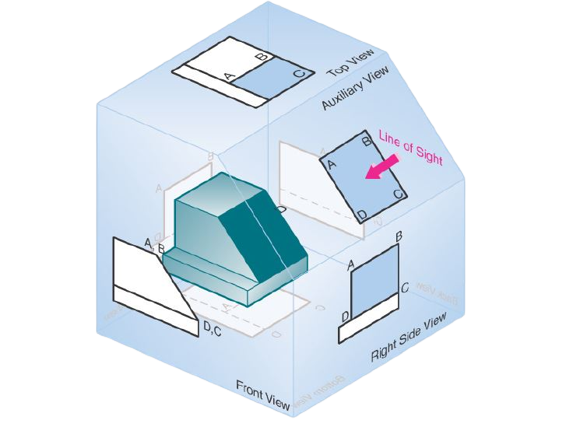 Top View
B
C
A
Auxiliary View
Line of Sight
B
A
C
D
B
A
D
A, B
B
A
C
D
D,C
Right Side View
Front View